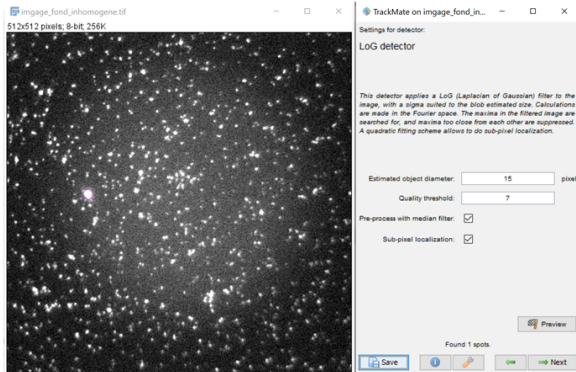 imgage_fond_inhomogene.tif
512x512 pixels; 8-bit; 256K
TrackMate on imgage_fond_in...
Settings for detector:
LoG detector
This detector applies a LoG (Laplacian of Gaussian) filter to the
image, with a sigma suited to the blob estimated size. Calculations
are made in the Fourier space. The maxima in the filtered image are
searched for, and maxima too close from each other are suppressed.
A quadratic fitting scheme allows to do sub-pixel localization.
Estimated object diameter: 15 pixel
Quality threshold: 7
Pre-process with median filter:
Sub-pixel localization:
Preview
Found 1 spots.
Save
Next